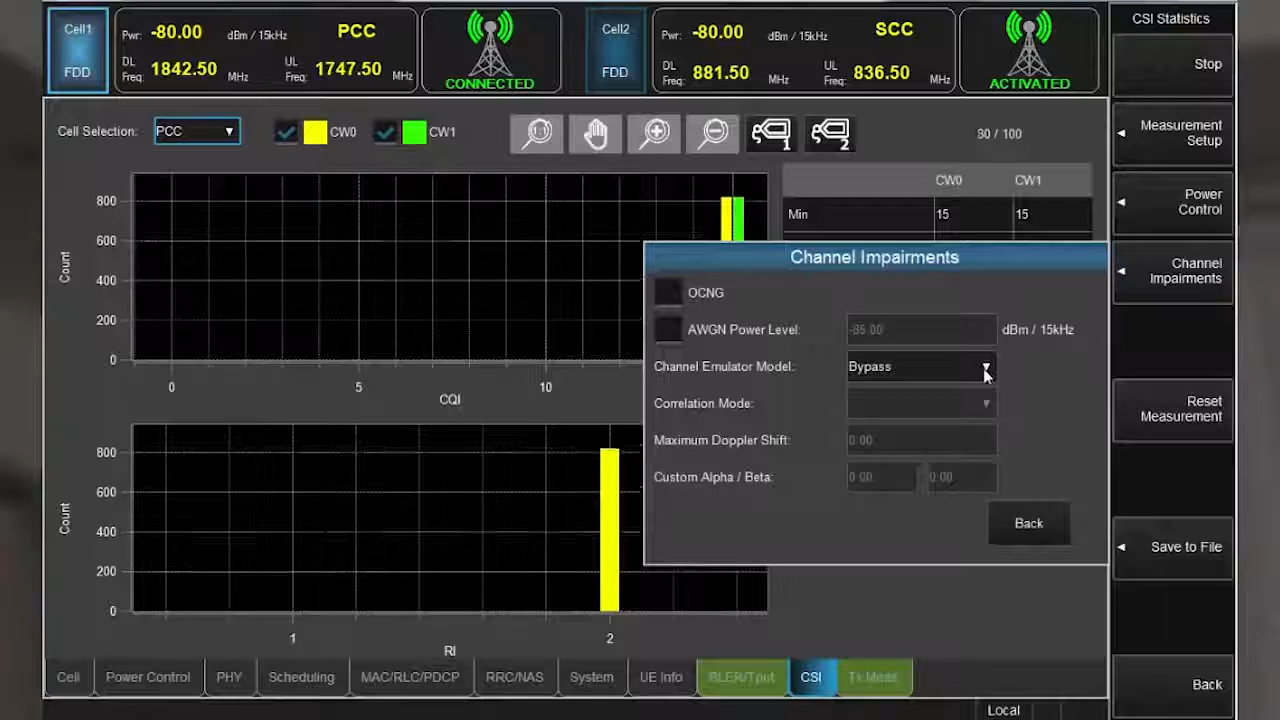 Cell1
FDD
Pwr: -80.00 dBm / 15kHz PCC
DL Freq: 1842.50 MHz UL Freq: 1747.50 MHz
CONNECTED
Cell2
FDD
Pwr: -80.00 dBm / 15kHz SCC
DL Freq: 881.50 MHz UL Freq: 836.50 MHz
ACTIVATED
CSI Statistics
Stop
Measurement
Setup
Power
Control
Channel
Impairments
Reset
Measurement
Save to File
Back
Cell Selection: PCC CW0 CW1
1:1
1
2
CW0 CW1
Min 15 15
800
600
400
200
0
Count
0 5 10
CQI
Channel Impairments
OCNG
AWGN Power Level: -85.00 dBm / 15kHz
Channel Emulator Model: Bypass
Correlation Mode:
Maximum Doppler Shift: 0.00
Custom Alpha / Beta: 0.00 0.00
Back
800
600
400
200
0
Count
1 2
RI
Cell Power Control PHY Scheduling MAC/RLC/PDCP RRC/NAS System UE Info BLER/Tput CSI Tx Meas
Local